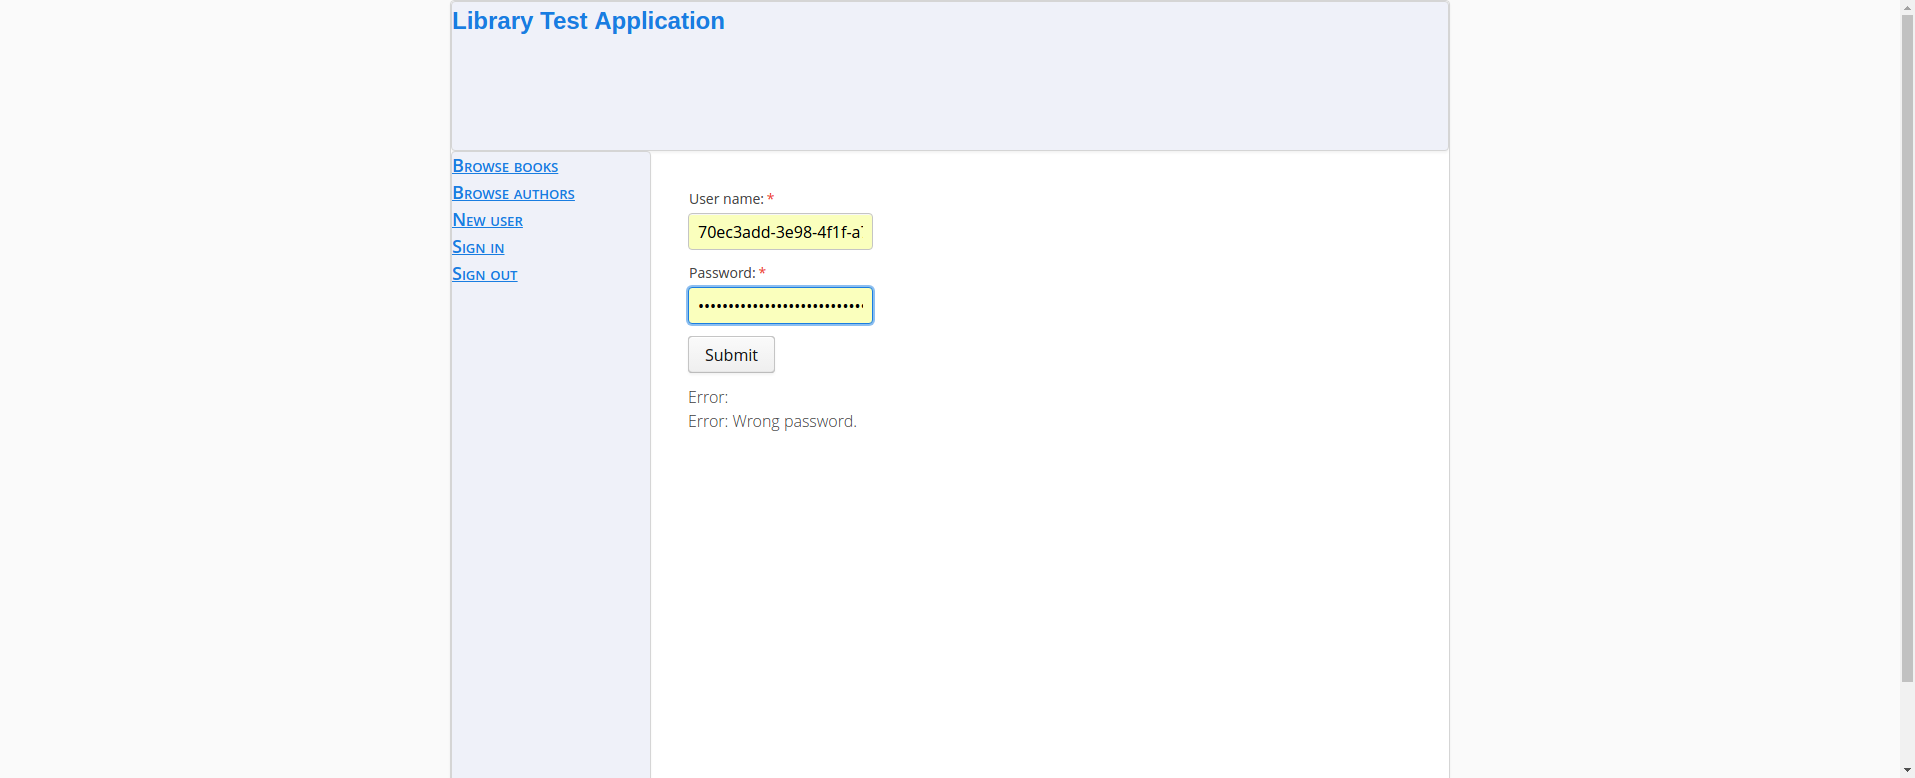 Library Test Application
Browse books
Browse authors
New user
Sign in
Sign out
User name: *
70ec3add-3e98-4f1f-a
Password: *
••••••••••••••••••••••••••••
Submit
Error:
Error: Wrong password.